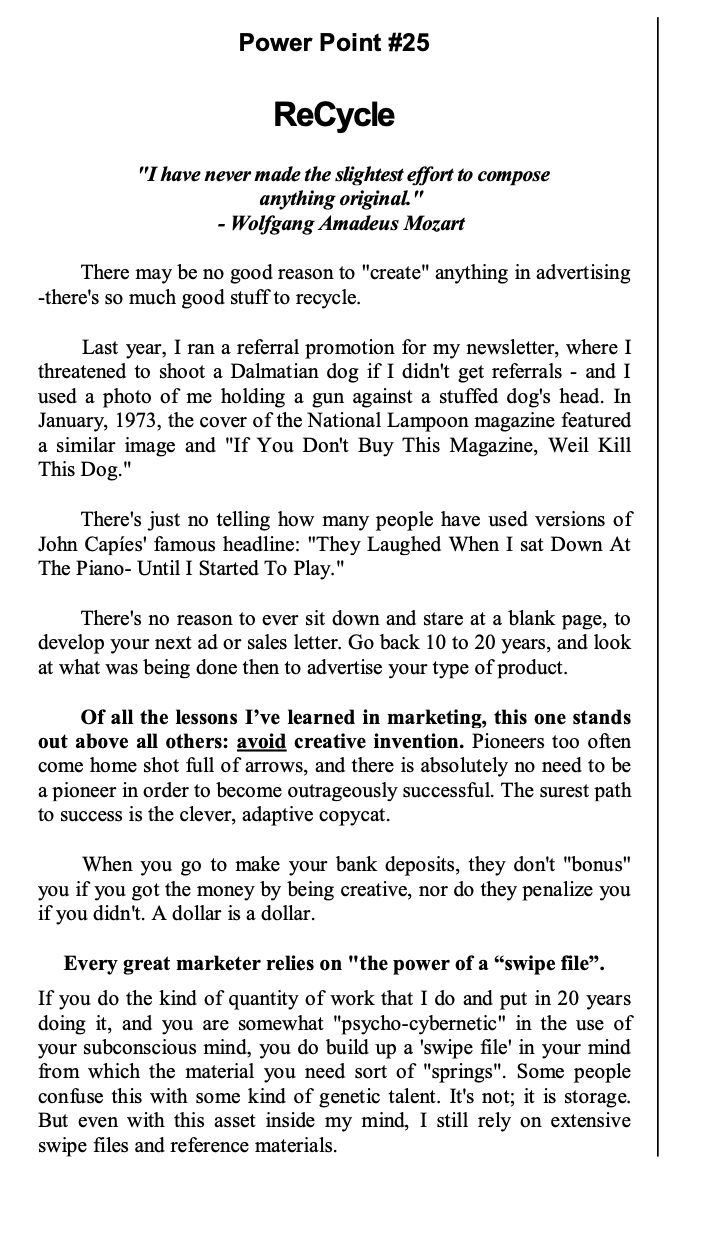 Power Point #25
ReCycle
"I have never made the slightest effort to compose
anything original."
- Wolfgang Amadeus Mozart
There may be no good reason to "create" anything in advertising
-there's so much good stuff to recycle.
Last year, I ran a referral promotion for my newsletter, where I
threatened to shoot a Dalmatian dog if I didn't get referrals - and I
used a photo of me holding a gun against a stuffed dog's head. In
January, 1973, the cover of the National Lampoon magazine featured
a similar image and "If You Don't Buy This Magazine, Weil Kill
This Dog."
There's just no telling how many people have used versions of
John Capíes' famous headline: "They Laughed When I sat Down At
The Piano- Until I Started To Play."
There's no reason to ever sit down and stare at a blank page, to
develop your next ad or sales letter. Go back 10 to 20 years, and look
at what was being done then to advertise your type of product.
Of all the lessons I’ve learned in marketing, this one stands
out above all others: avoid creative invention. Pioneers too often
come home shot full of arrows, and there is absolutely no need to be
a pioneer in order to become outrageously successful. The surest path
to success is the clever, adaptive copycat.
When you go to make your bank deposits, they don't "bonus"
you if you got the money by being creative, nor do they penalize you
if you didn't. A dollar is a dollar.
Every great marketer relies on "the power of a “swipe file”.
If you do the kind of quantity of work that I do and put in 20 years
doing it, and you are somewhat "psycho-cybernetic" in the use of
your subconscious mind, you do build up a 'swipe file' in your mind
from which the material you need sort of "springs". Some people
confuse this with some kind of genetic talent. It's not; it is storage.
But even with this asset inside my mind, I still rely on extensive
swipe files and reference materials.